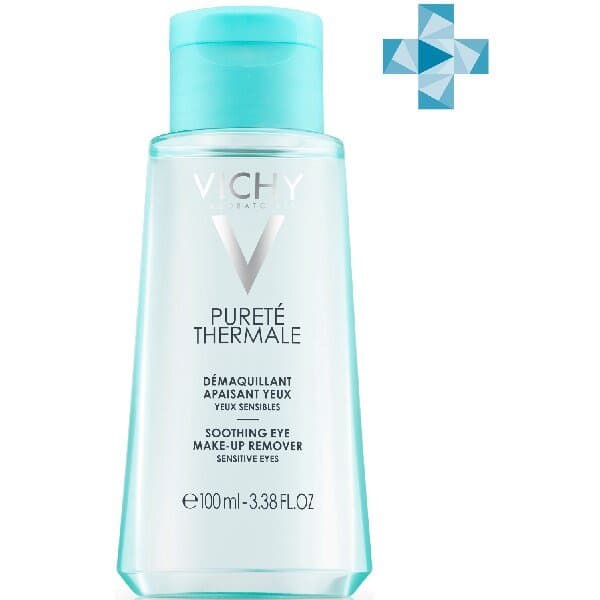 VICHY
LABORATOIRES
V
PURETÉ
THERMALE
DÉMAQUILLANT
APAISANT YEUX
YEUX SENSIBLES
SOOTHING EYE
MAKE-UP REMOVER
SENSITIVE EYES
℮100 ml - 3.38 FL.OZ